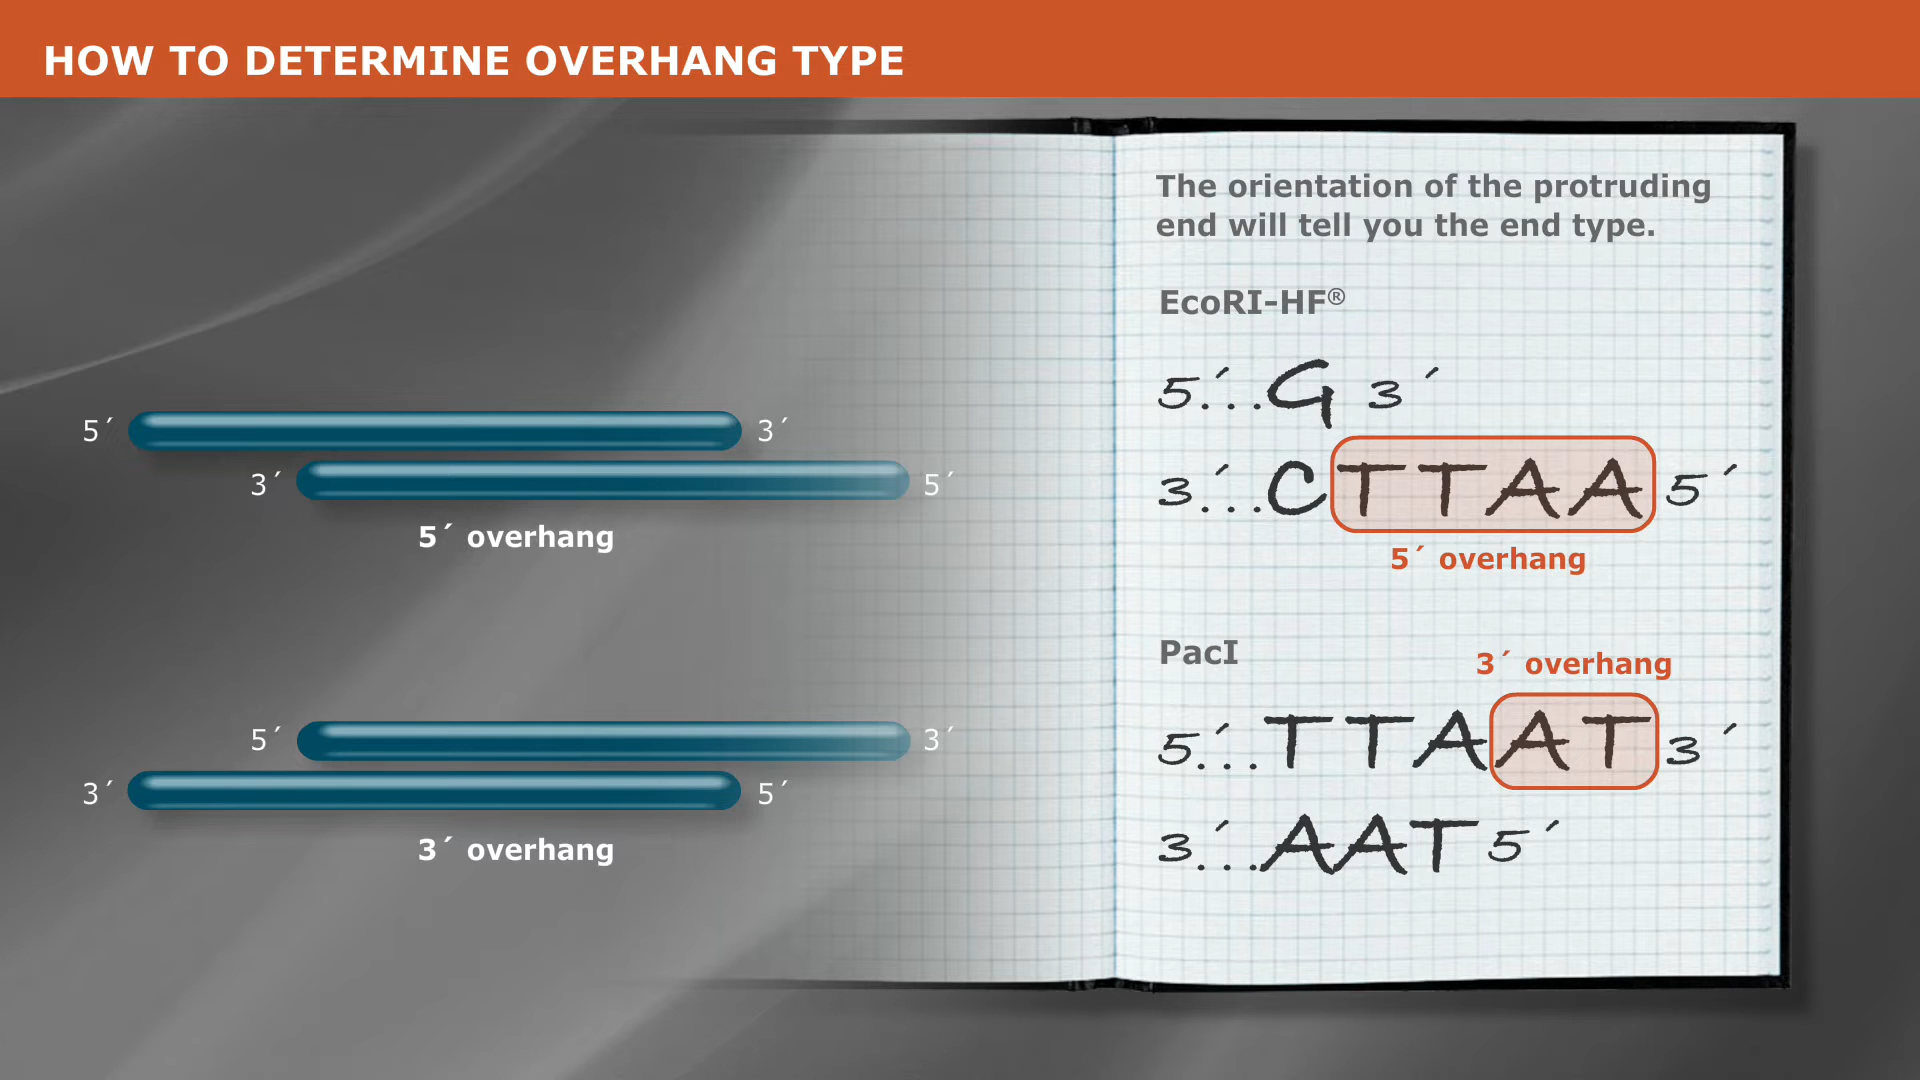 HOW TO DETERMINE OVERHANG TYPE
The orientation of the protruding
end will tell you the end type.
EcoRI-HF®
5´...G 3´
3´...CTTAA 5´
5´ overhang
PacI
3´ overhang
5´...TTAAT 3´
3´...AAT 5´
5´ 3´
3´ 5´
5´ overhang
5´ 3´
3´ 5´
3´ overhang